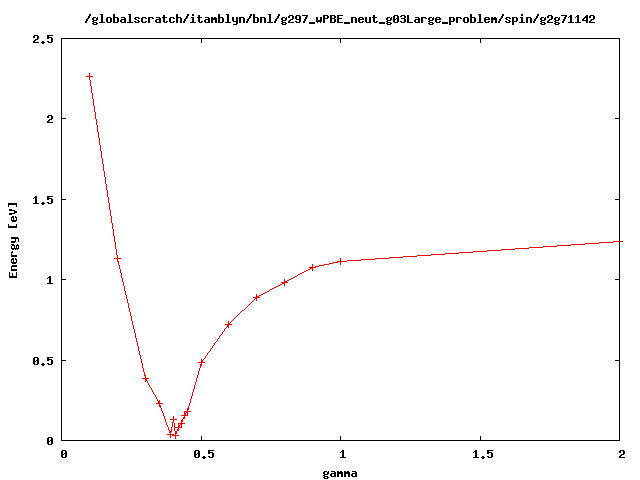 /globalscratch/itamblyn/bnl/g297_wPBE_neut_g03Large_problem/spin/g2g71142
2.5
2
1.5
1
0.5
0
Energy [eV]
0 0.5 1 1.5 2
gamma